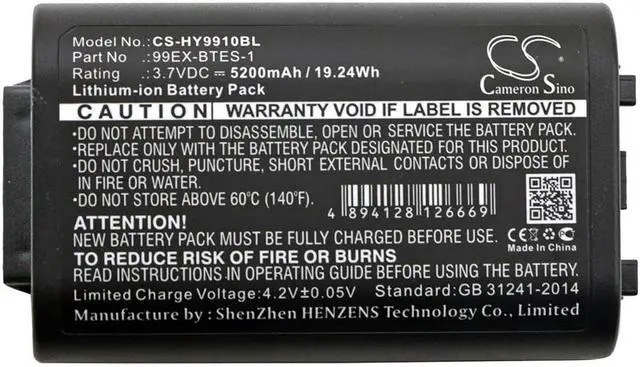 Model No.: CS-HY9910BL
Part No : 99EX-BTES-1
Rating : 3.7VDC ⎓ 5200mAh / 19.24Wh
Lithium-ion Battery Pack
CS
Cameron Sino
CAUTION WARRANTY VOID IF LABEL IS REMOVED
•DO NOT ATTEMPT TO DISASSEMBLE, OPEN OR SERVICE THE BATTERY.
•REPLACE ONLY WITH THE BATTERY PACK DESIGNATED FOR THIS PRODUCT.
•DO NOT CRUSH, PUNCTURE, SHORT EXTERNAL CONTACTS OR DISPOSE OF
IN FIRE OR WATER.
•DO NOT STORE ABOVE 60°C (140°F).
4 894128 126669
ATTENTION!
NEW BATTERY PACK MUST BE FULLY CHARGED BEFORE USE.
CE
Made In China
TO REDUCE RISK OF FIRE OR BURNS
READ INSTRUCTIONS IN OPERATING MANUAL BEFORE CHARGING.
Limited Charge Voltage:4.2V±0.05V Standard:GB 31241-2014
Manufacture by : ShenZhen HENZENS Technology Co., Limited